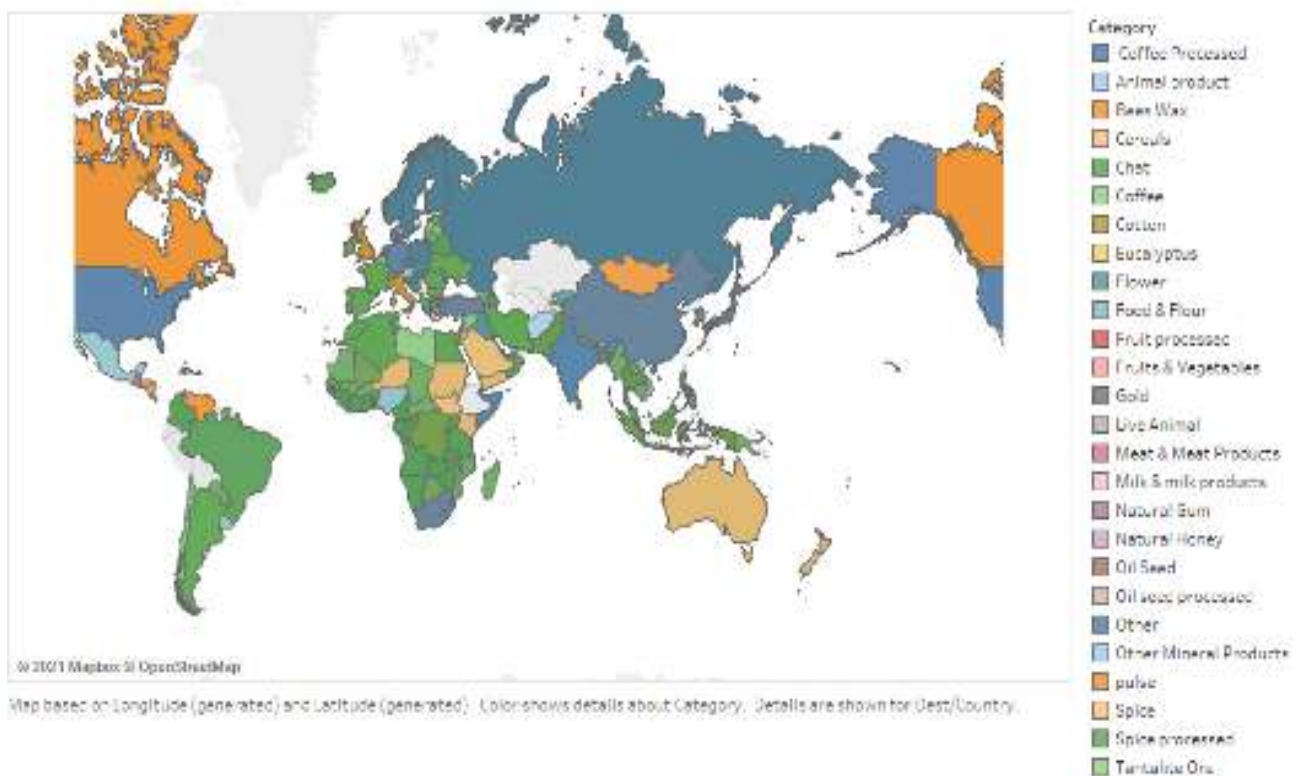 Category
Coffee Processed
Animal product
Bees Wax
Cereals
Chat
Coffee
Cotton
Eucalyptus
Flower
Food & Flour
Fruit processed
Fruits & Vegetables
Gold
Live Animal
Meat & Meat Products
Milk & milk products
Natural Gum
Natural Honey
Oil Seed
Oil seed processed
Other
Other Mineral Products
pulse
Spice
Spice processed
Tantalite Ore
© 2021 Mapbox © OpenStreetMap
Map based on Longitude (generated) and Latitude (generated). Color shows details about Category. Details are shown for Dest/Country.